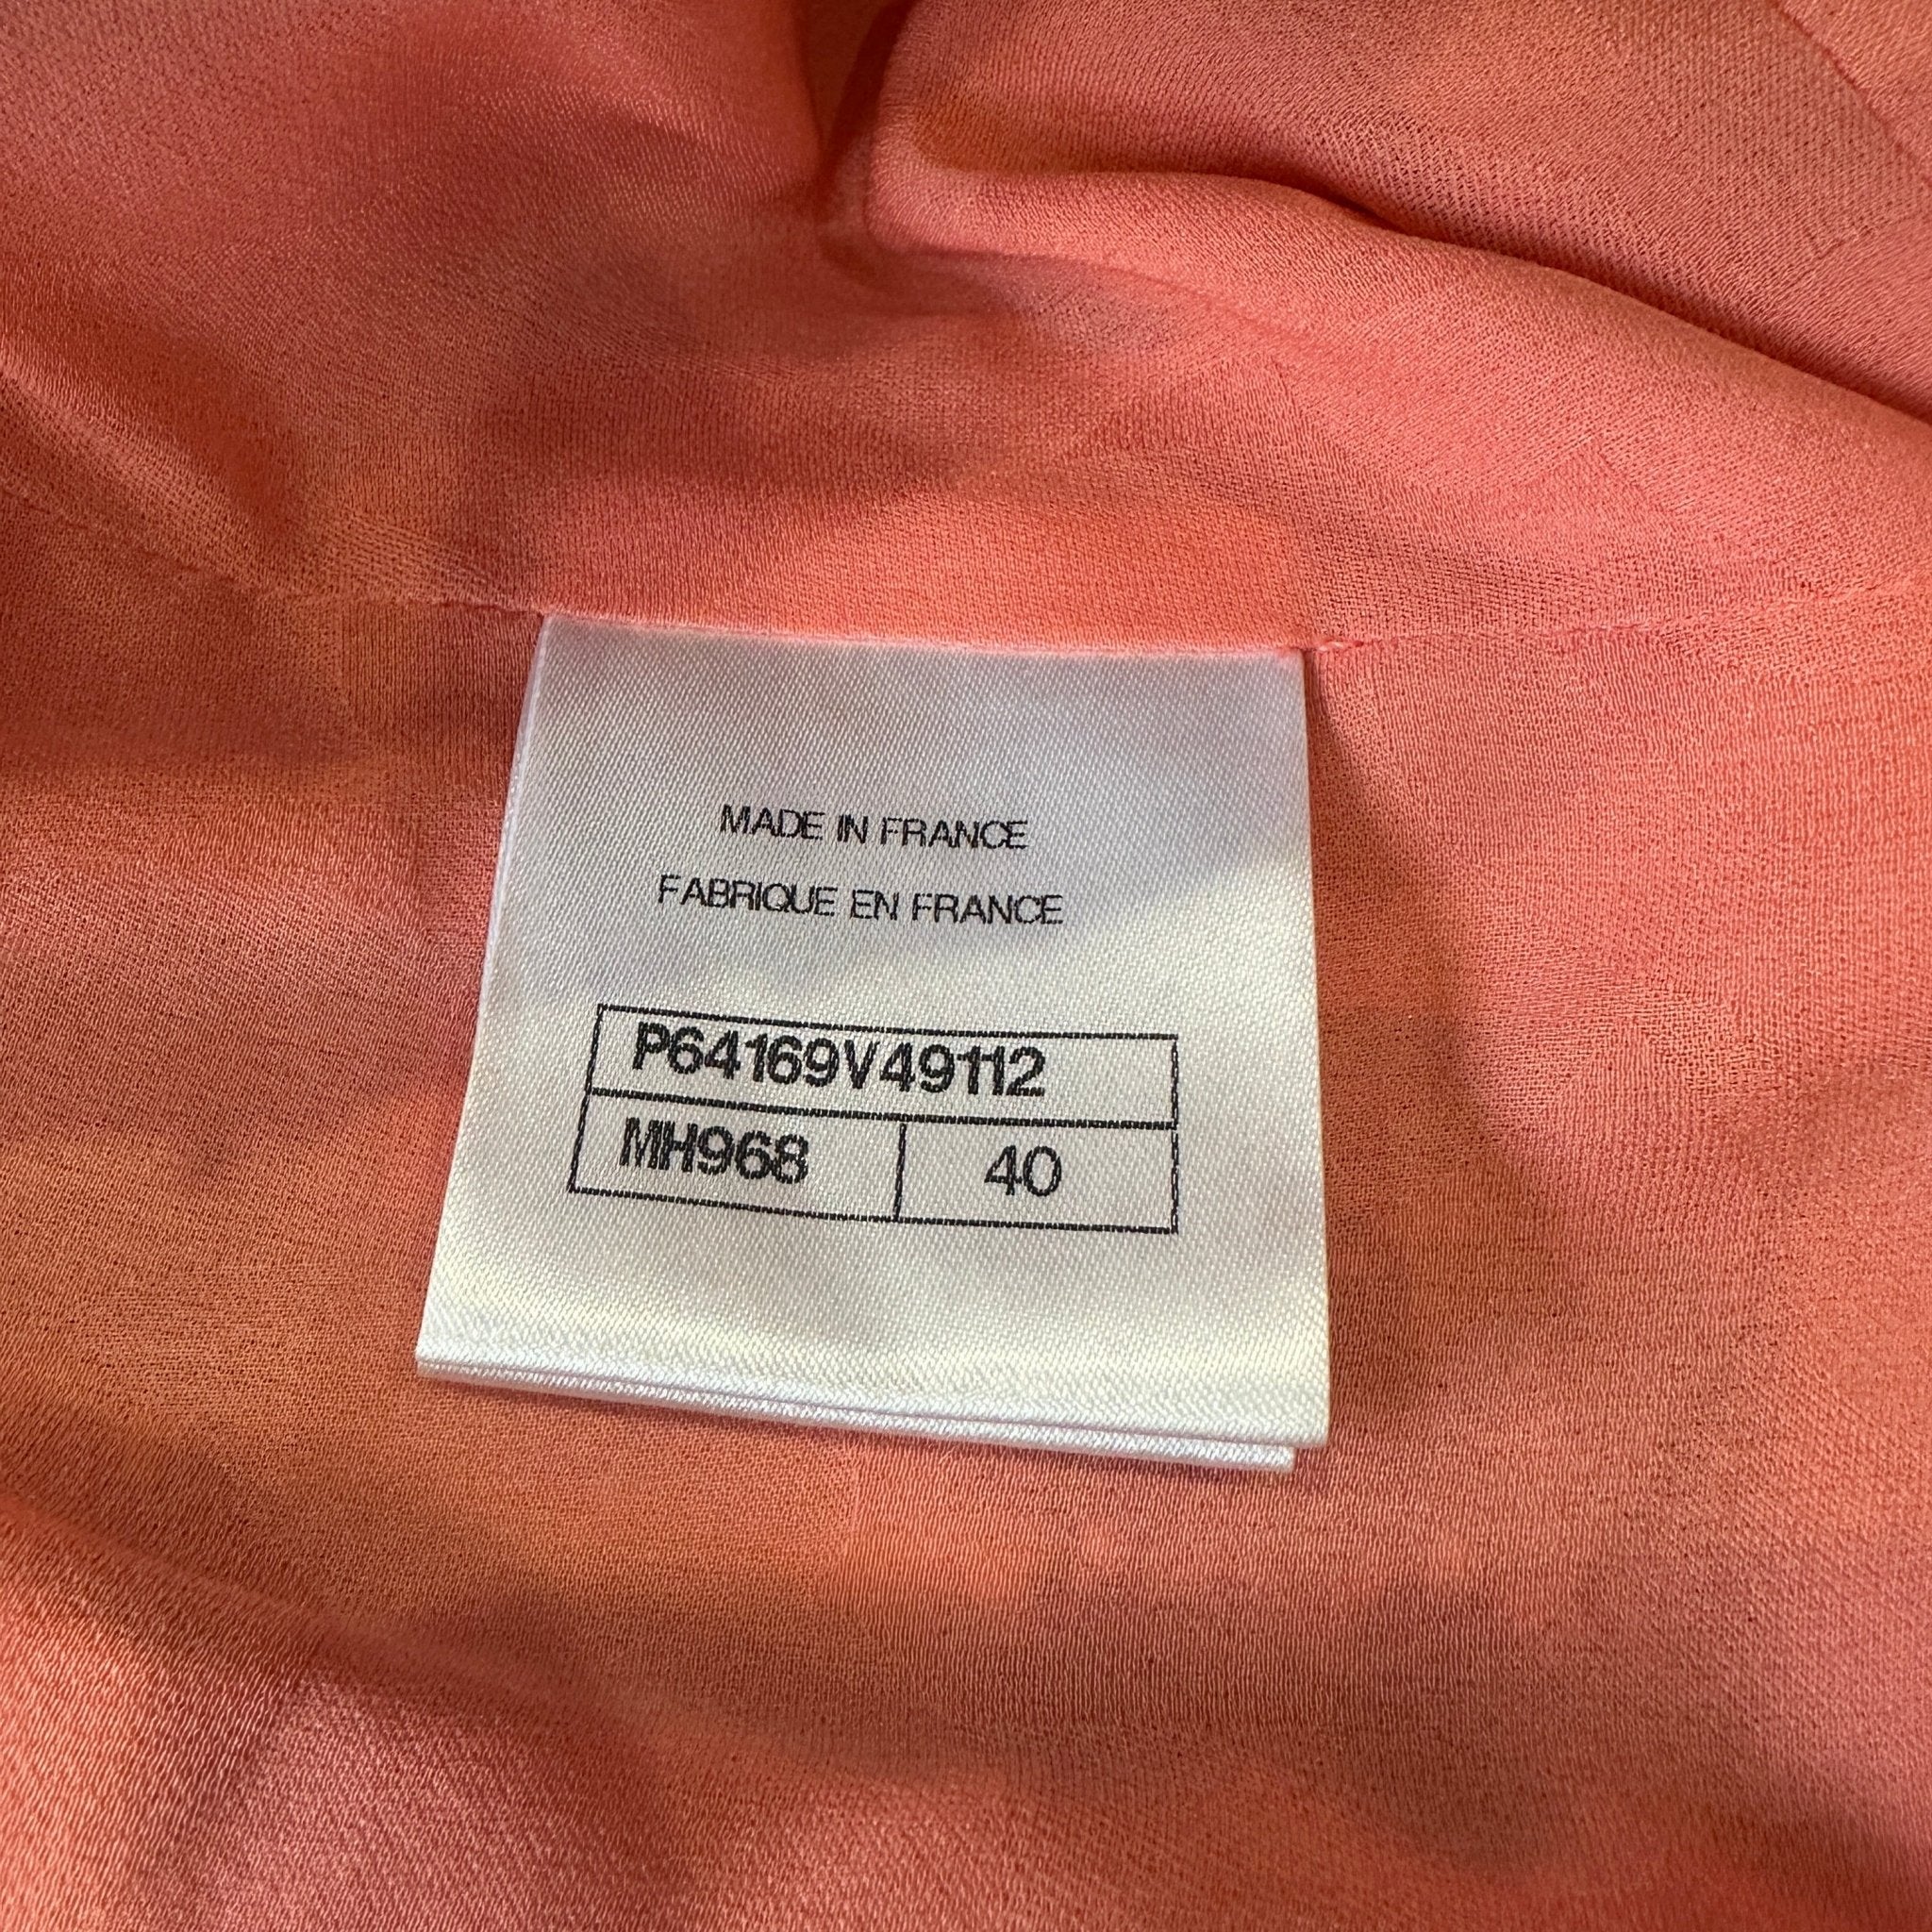 MADE IN FRANCE
FABRIQUE EN FRANCE
P64169V49112
MH968 40